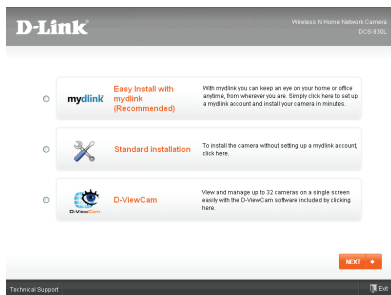 D-Link
Wireless N Home Network Camera
DCS-930L
mydlink
Easy Install with
mydlink
(Recommended)
With mydlink you can keep an eye on your home or office
anytime, from wherever you are. Simply click here to set up
a mydlink account and install your camera in minutes.
Standard installation
To install the camera without setting up a mydlink account,
click here.
D-ViewCam
D-ViewCam
View and manage up to 32 cameras on a single screen
easily with the D-ViewCam software included by clicking
here.
NEXT
Technical Support
Exit